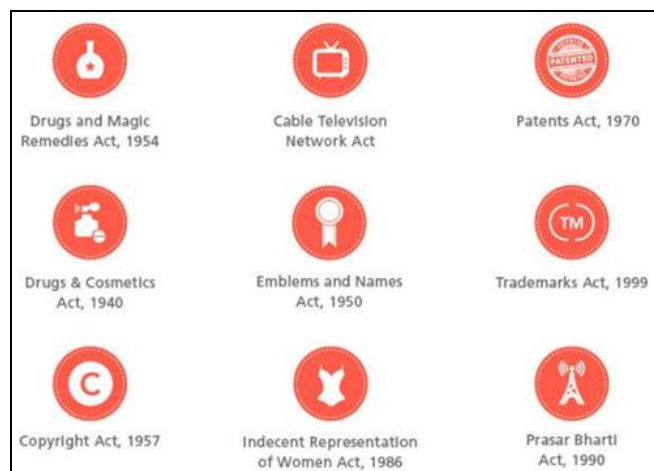 Drugs and Magic
Remedies Act, 1954
Cable Television
Network Act
PATENTED
Patents Act, 1970
Drugs & Cosmetics
Act, 1940
Emblems and Names
Act, 1950
TM
Trademarks Act, 1999
C
Copyright Act, 1957
Indecent Representation
of Women Act, 1986
Prasar Bharti
Act, 1990